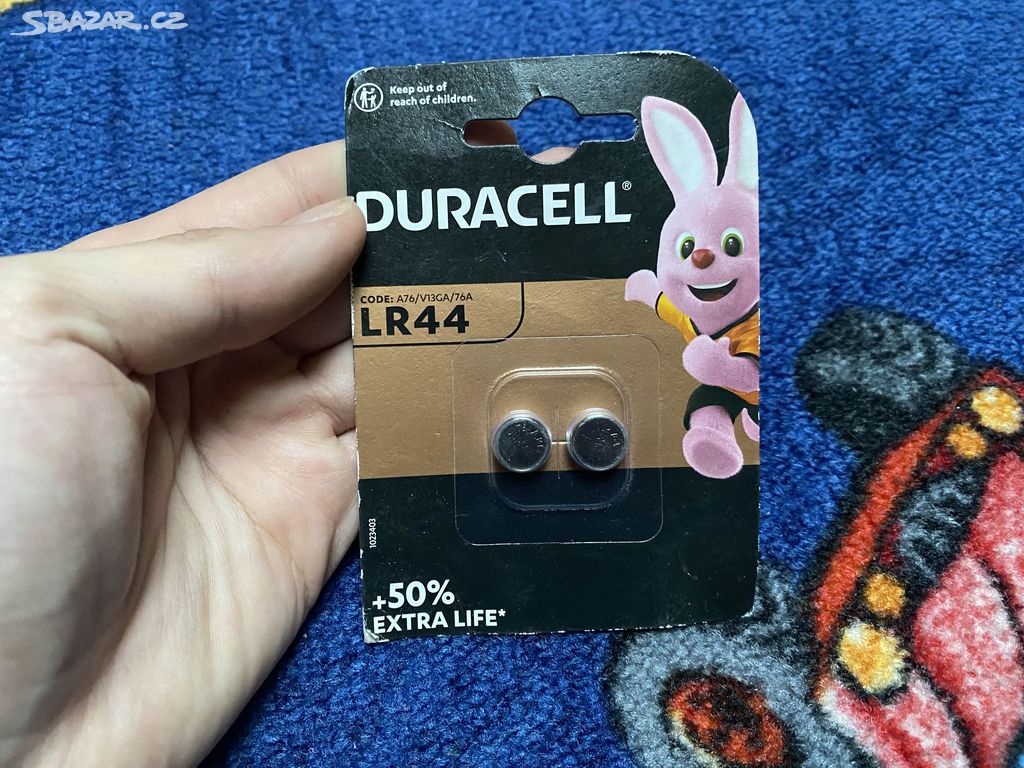 SBAZAR.CZ
Keep out of
reach of children.
DURACELL®
CODE: A76/V13GA/76A
LR44
1023403
+50%
EXTRA LIFE*